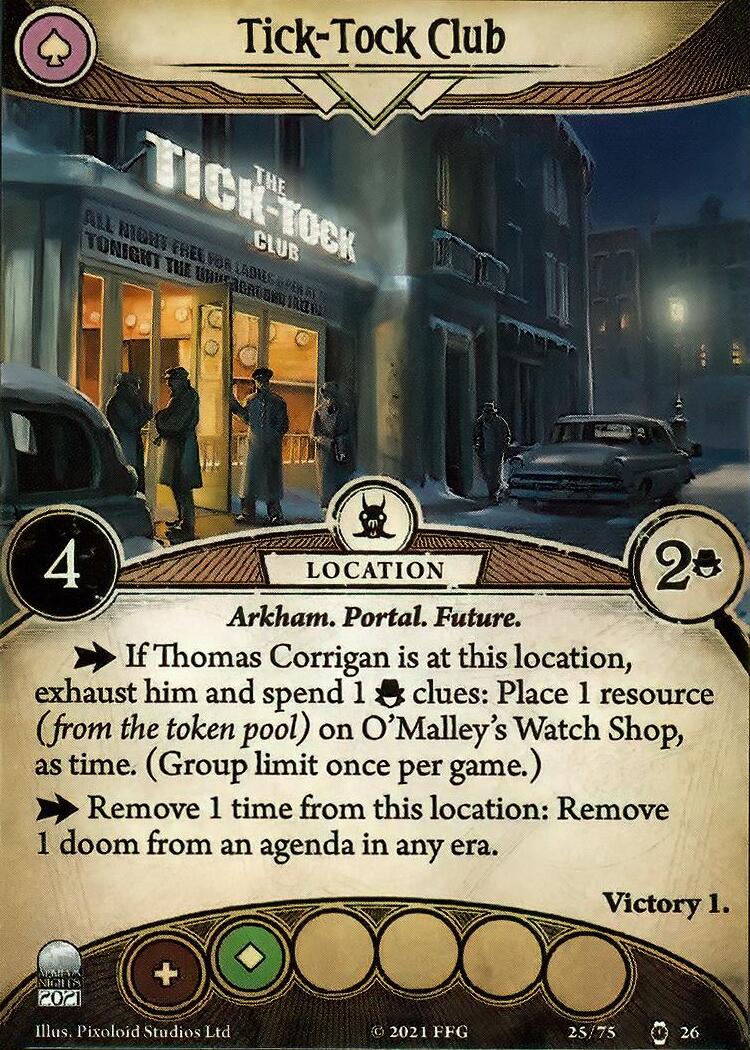 Tick-Tock Club
THE
TICK-TOCK
CLUB
ALL NIGHT FREE FOR LADIES
TONIGHT THE UNDERGROUND
4
LOCATION
2
Arkham. Portal. Future.
If Thomas Corrigan is at this location,
exhaust him and spend 1 clues: Place 1 resource
(from the token pool) on O'Malley's Watch Shop,
as time. (Group limit once per game.)
Remove 1 time from this location: Remove
1 doom from an agenda in any era.
Victory 1.
ARKHAM
NIGHTS
2021
Illus. Pixoloid Studios Ltd
© 2021 FFG
25/75
26